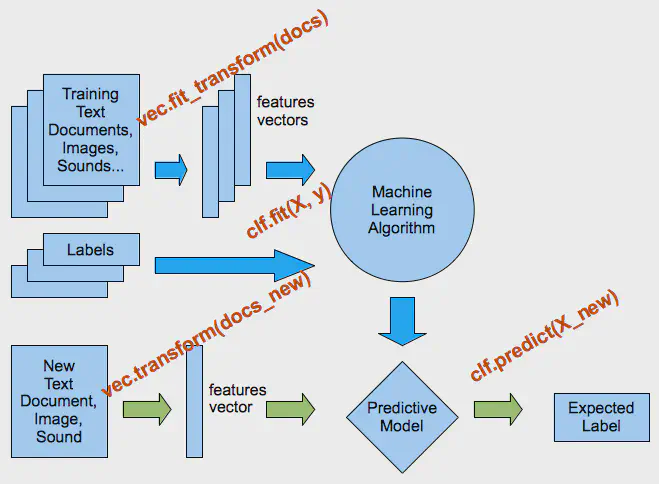 vec.fit_transform(docs)
Training
Text
Documents,
Images,
Sounds...
features
vectors
clf.fit(X, y)
Machine
Learning
Algorithm
Labels
vec.transform(docs_new)
clf.predict(X_new)
New
Text
Document,
Image,
Sound
features
vector
Predictive
Model
Expected
Label